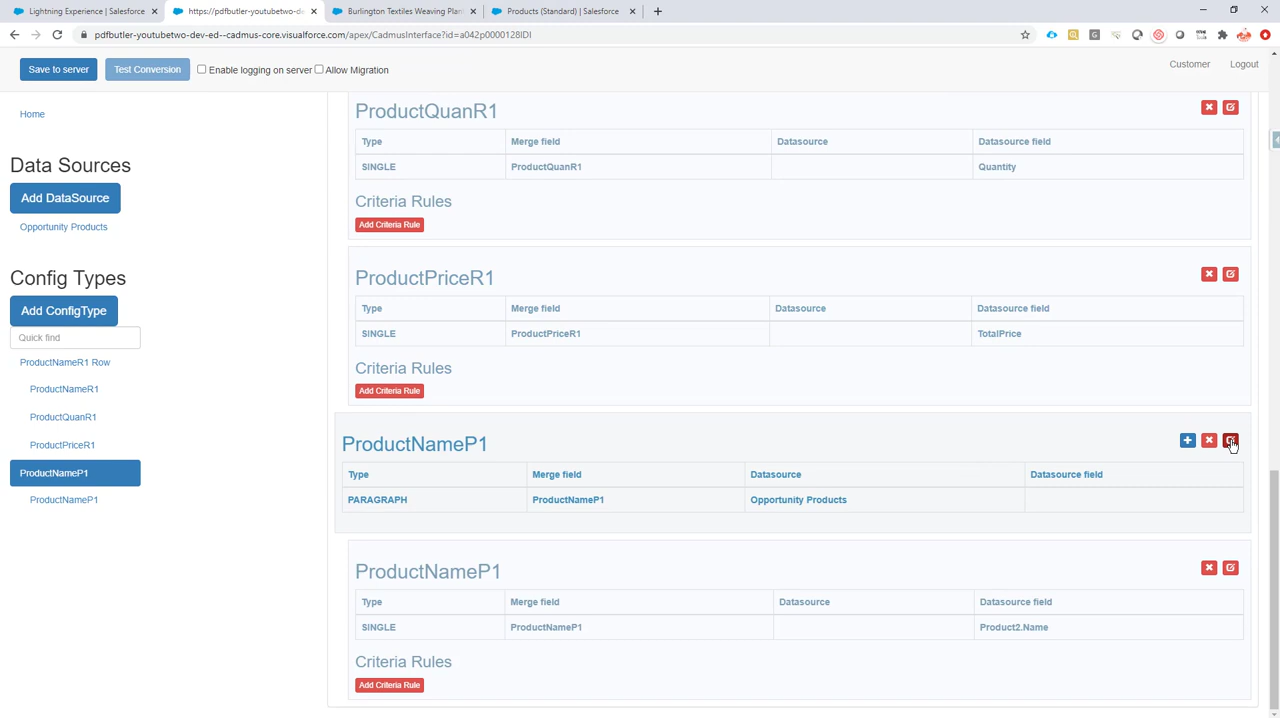 Lightning Experience | Salesforce
https://pdfbutler-youtubetwo-de
Burlington Textiles Weaving Plant
Products (Standard) | Salesforce
pdfbutler-youtubetwo-dev-ed--cadmus-core.visualforce.com/apex/CadmusInterface?id=a042p0000128IDI
Save to server
Test Conversion
Enable logging on server
Allow Migration
Customer
Logout
Home
Data Sources
Add DataSource
Opportunity Products
Config Types
Add ConfigType
Quick find
ProductNameR1 Row
ProductNameR1
ProductQuanR1
ProductPriceR1
ProductNameP1
ProductNameP1
ProductQuanR1
Type Merge field Datasource Datasource field
SINGLE ProductQuanR1 Quantity
Criteria Rules
Add Criteria Rule
ProductPriceR1
Type Merge field Datasource Datasource field
SINGLE ProductPriceR1 TotalPrice
Criteria Rules
Add Criteria Rule
ProductNameP1
Type Merge field Datasource Datasource field
PARAGRAPH ProductNameP1 Opportunity Products
ProductNameP1
Type Merge field Datasource Datasource field
SINGLE ProductNameP1 Product2.Name
Criteria Rules
Add Criteria Rule